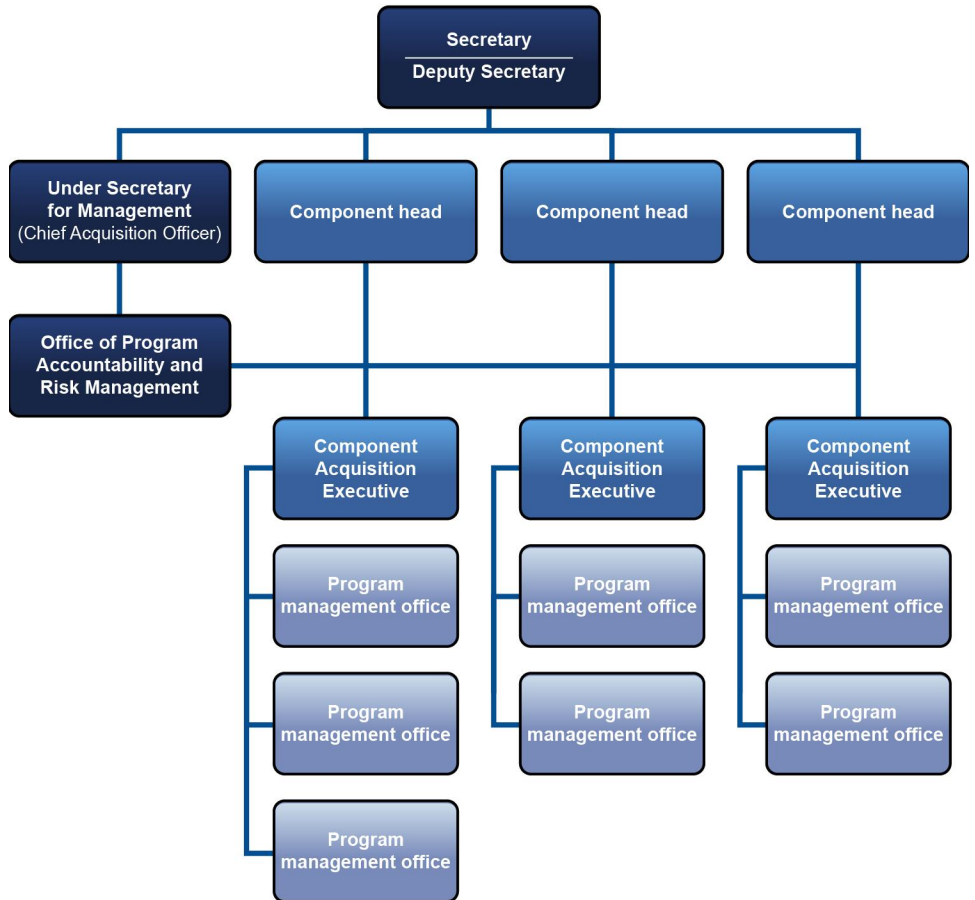 Secretary
Deputy Secretary
Under Secretary
for Management
(Chief Acquisition Officer)
Component head
Component head
Component head
Office of Program
Accountability and
Risk Management
Component
Acquisition
Executive
Component
Acquisition
Executive
Component
Acquisition
Executive
Program
management office
Program
management office
Program
management office
Program
management office
Program
management office
Program
management office
Program
management office